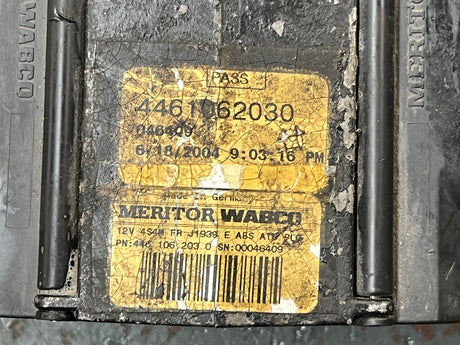 WABCO
MERITOR
PASS
4461062030
046409
6/16/2004 9:03:16 PM
Made In Germany
MERITOR WABCO
12V 4S4M FR J1939 E ABS ATC PLC
PN:446 106 203 0 SN:00046409